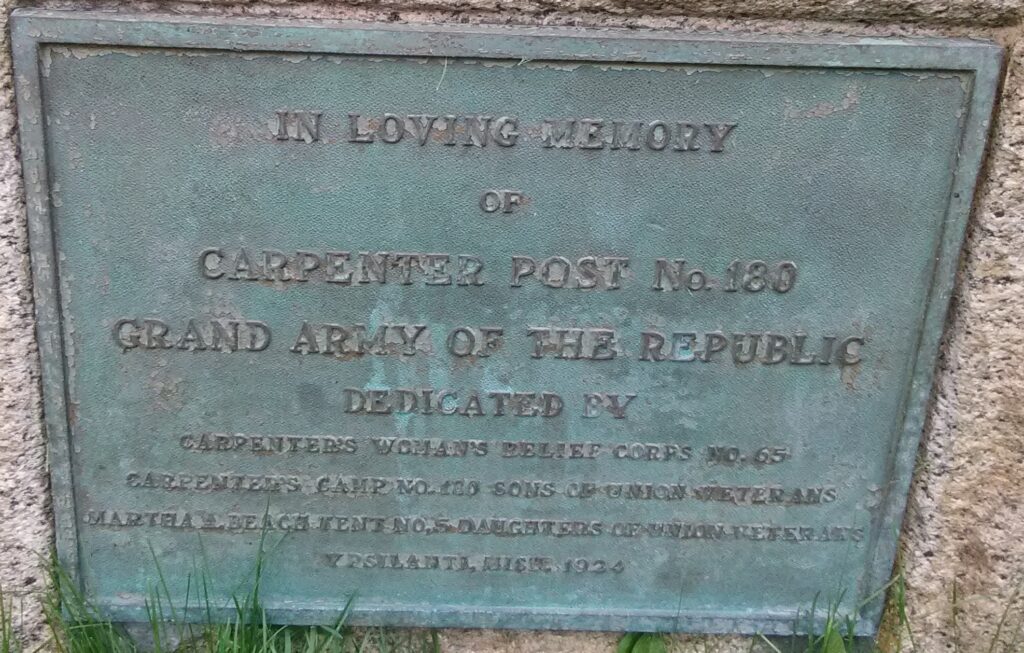 IN LOVING MEMORY
OF
CARPENTER POST No. 180
GRAND ARMY OF THE REPUBLIC
DEDICATED BY
CARPENTER'S WOMAN'S RELIEF CORPS NO. 65
CARPENTER'S CAMP NO. 180 SONS OF UNION VETERANS
MARTHA A. BEACH TENT NO. 5 DAUGHTERS OF UNION VETERANS
YPSILANTI, MICH. 1924